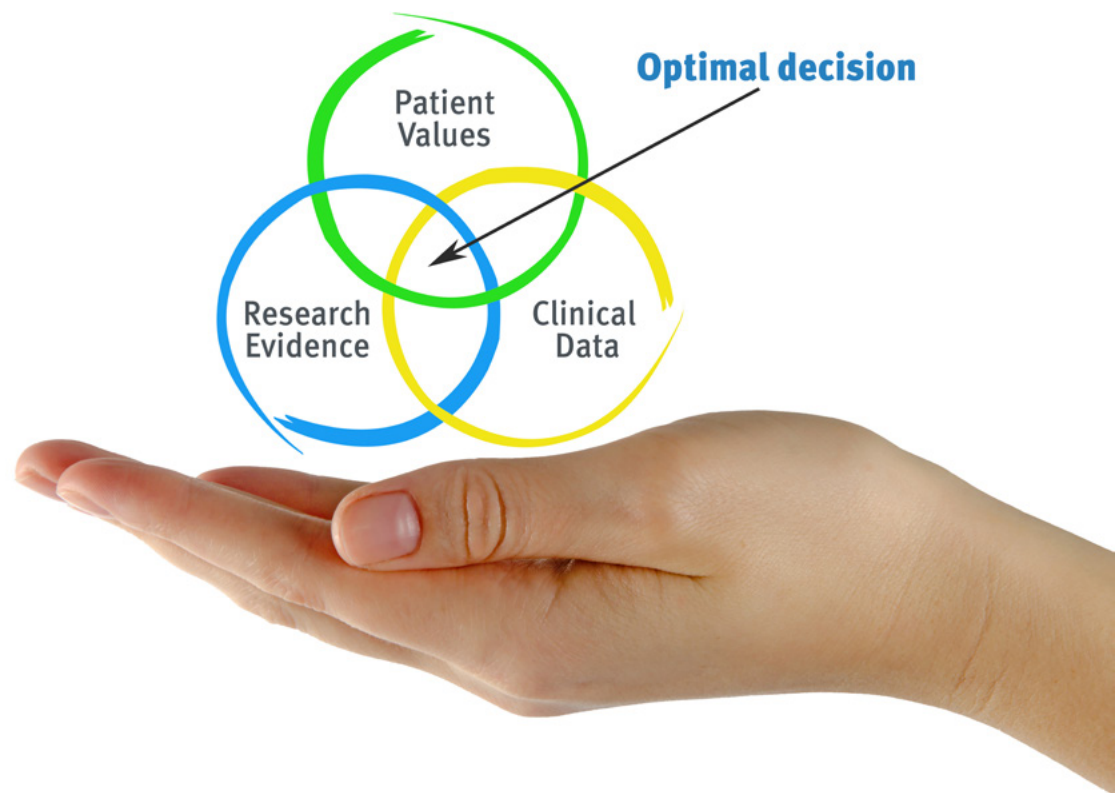 Optimal decision
Patient
Values
Research
Evidence
Clinical
Data